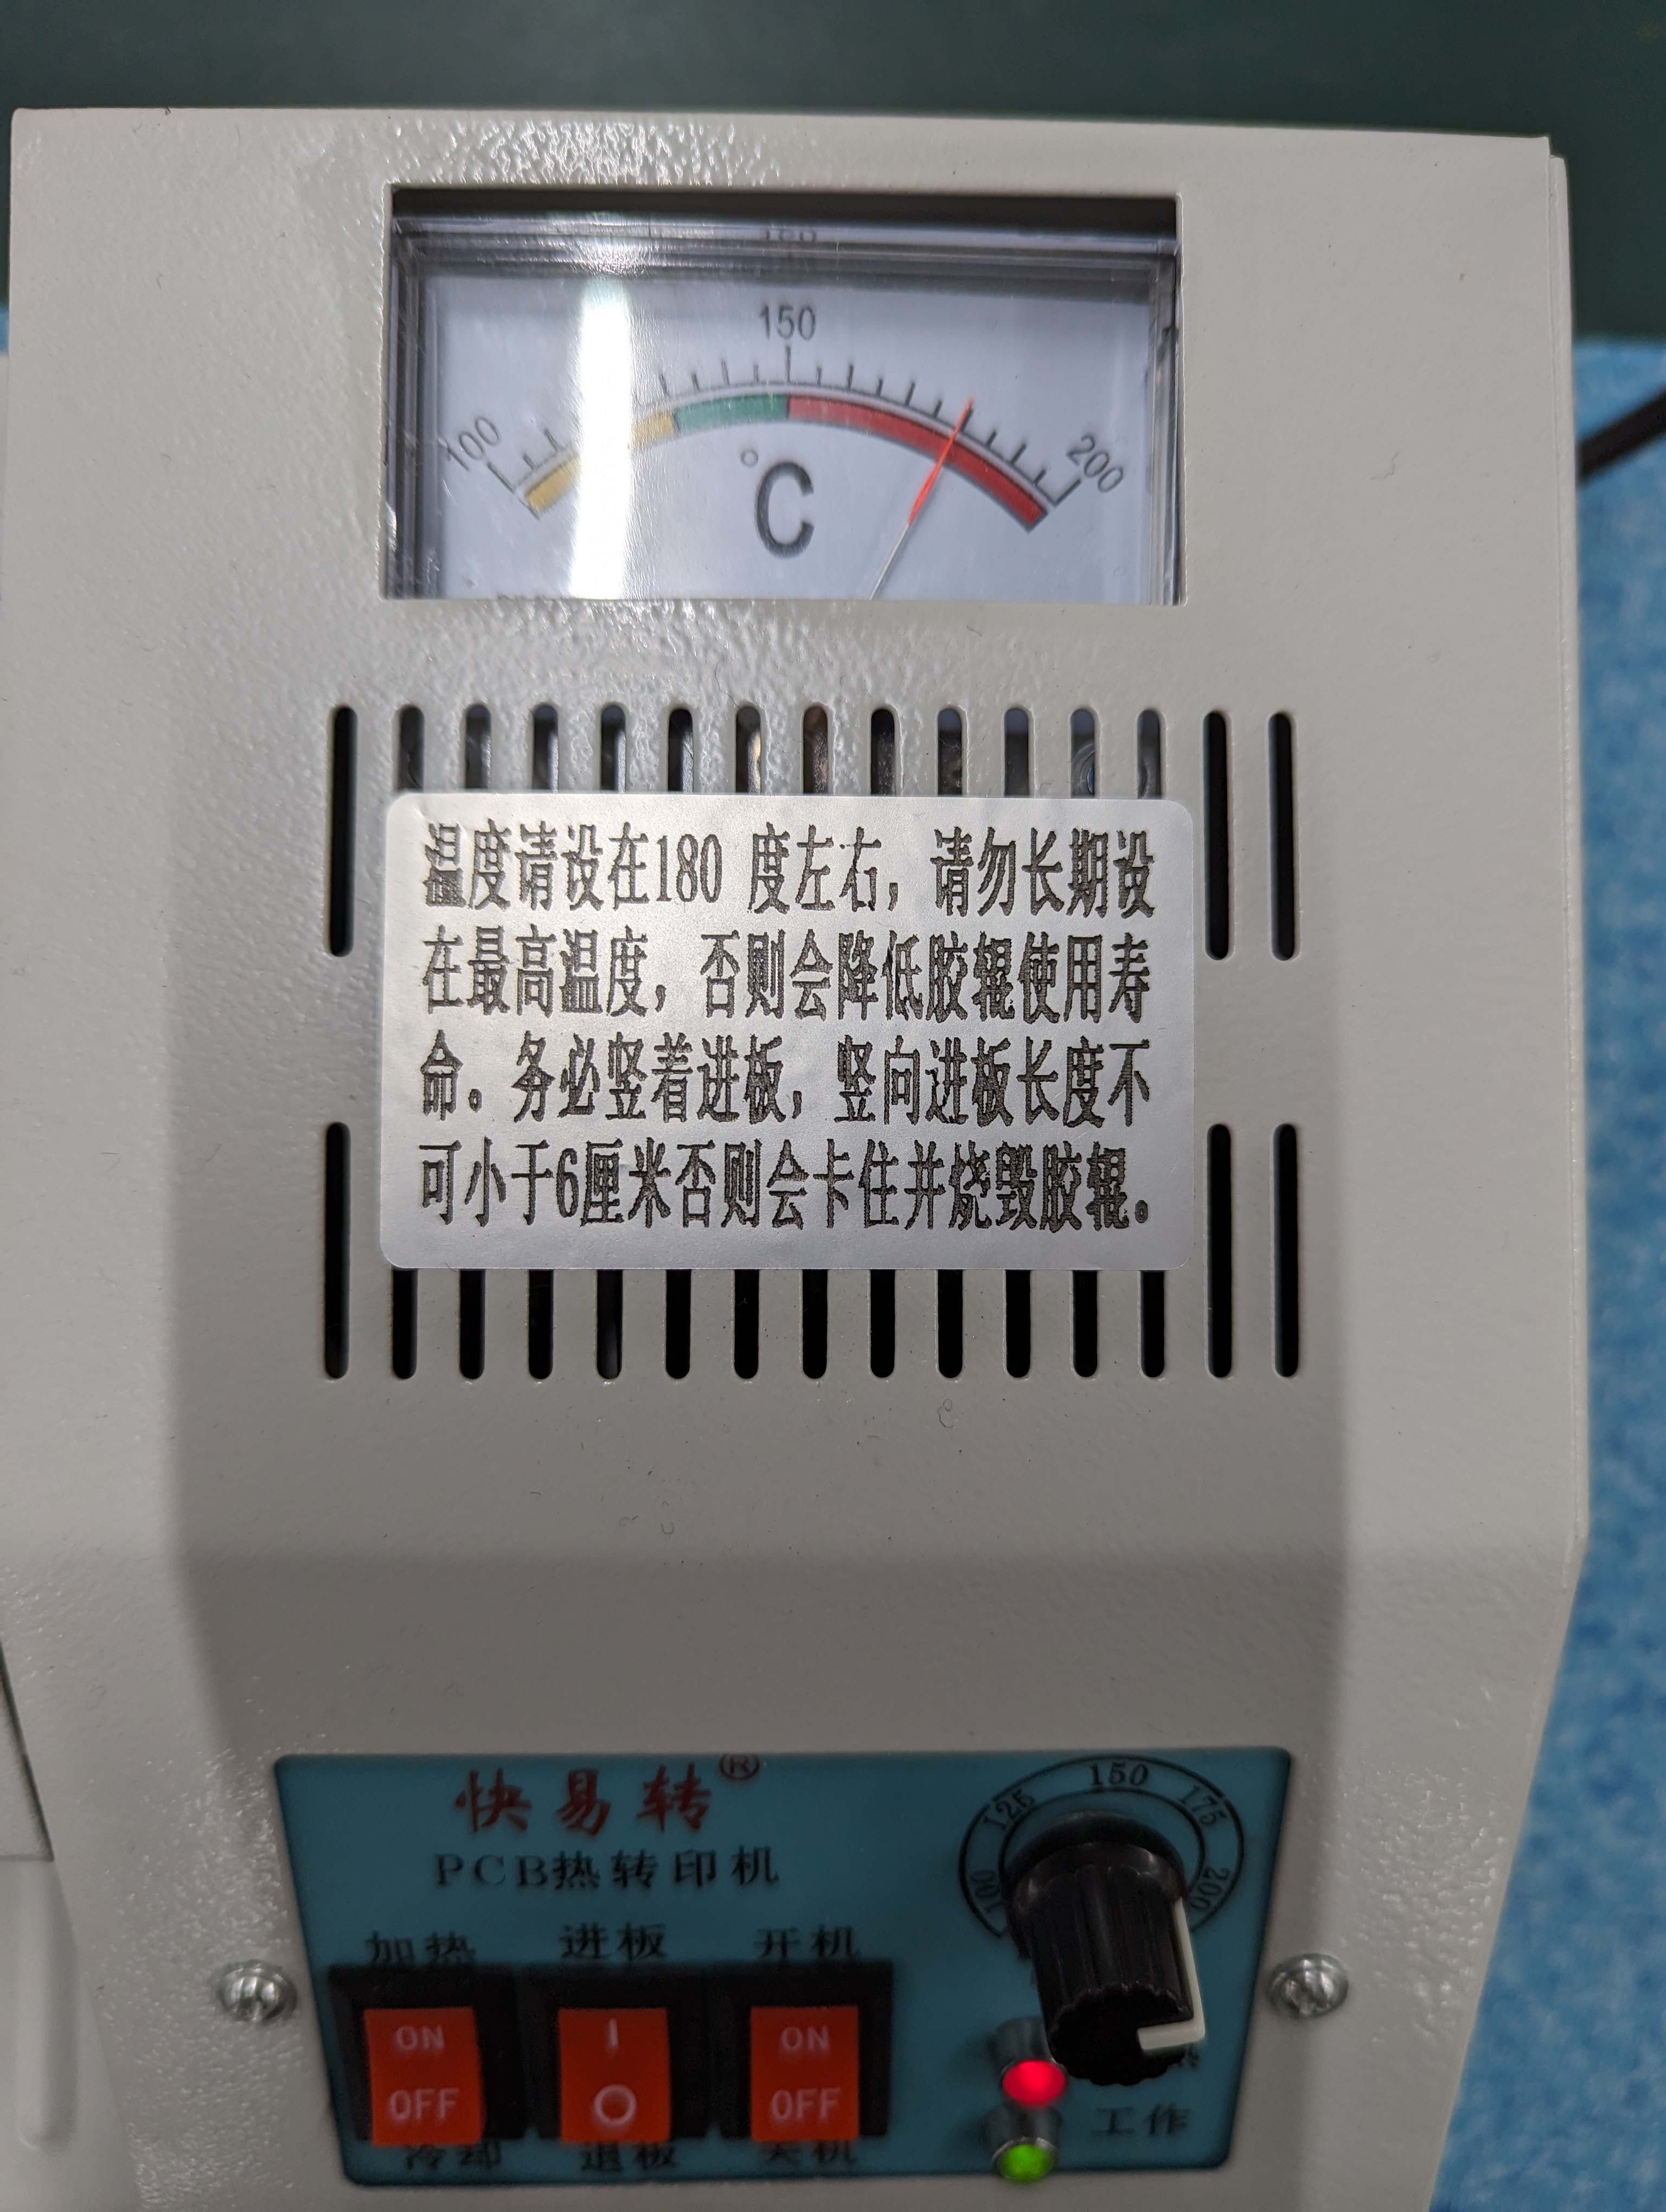 150
100
200
°C
温度请设在180 度左右，请勿长期设
在最高温度，否则会降低胶辊使用寿
命。务必竖着进板，竖向进板长度不
可小于6厘米否则会卡住并烧毁胶辊。
快易转®
PCB热转印机
100 125 150 175 200
加热 进板 开机
ON I ON
OFF O OFF
冷却 退板 关机
工作